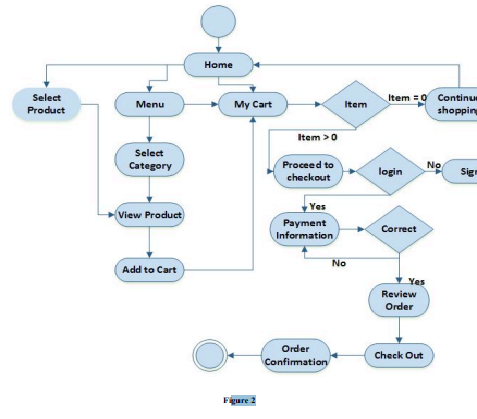 Home
Select
Product
Menu
My Cart
Item
Item = 0
Continue
shopping
Item > 0
Select
Category
Proceed to
checkout
login
No
Sign
Yes
View Product
Payment
Information
Correct
No
Yes
Add to Cart
Review
Order
Order
Confirmation
Check Out
Figure 2